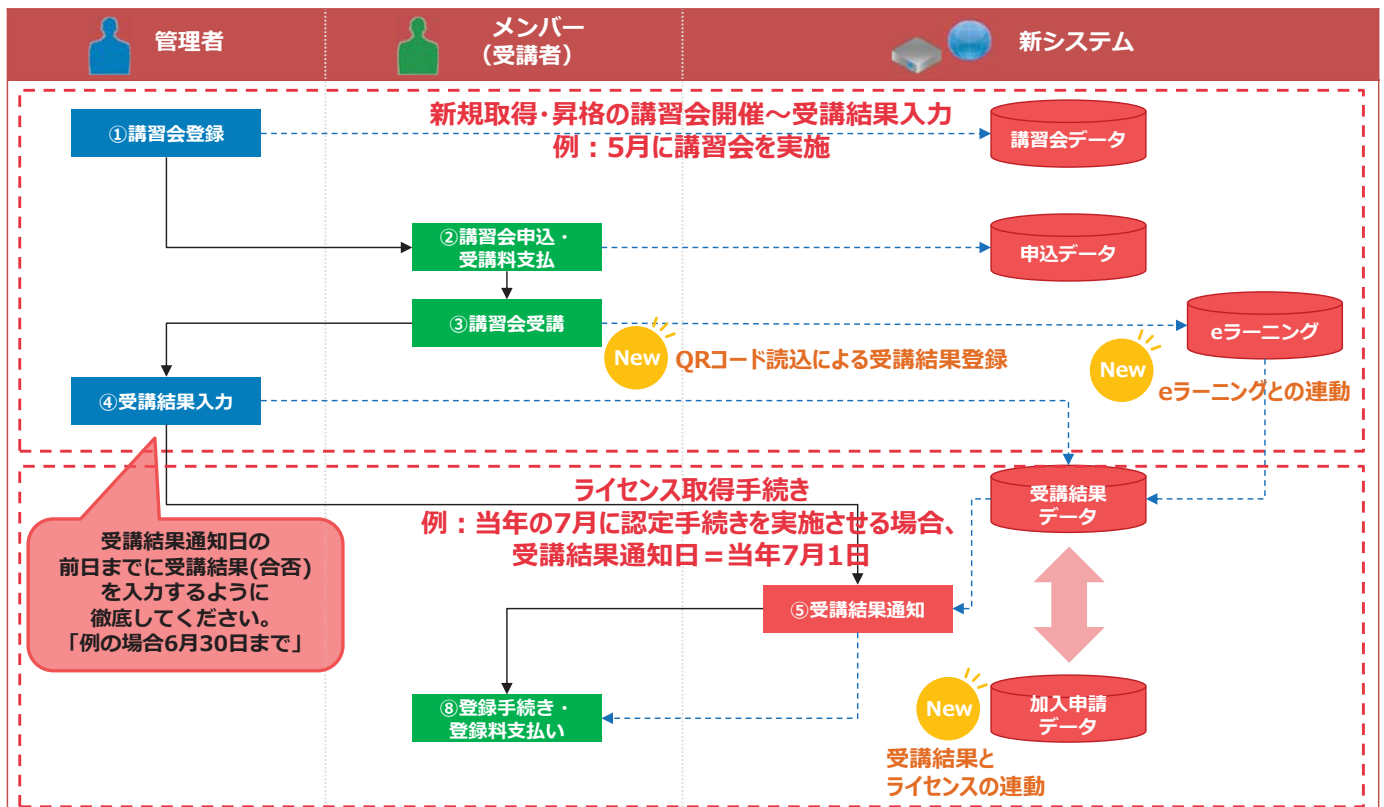 管理者
メンバー
（受講者）
新システム
新規取得･昇格の講習会開催～受講結果入力
例：5月に講習会を実施
①講習会登録
講習会データ
②講習会申込・
受講料支払
申込データ
③講習会受講
eラーニング
New
QRコード読込による受講結果登録
New
eラーニングとの連動
④受講結果入力
ライセンス取得手続き
例：当年の7月に認定手続きを実施させる場合、
受講結果通知日＝当年7月1日
受講結果
データ
受講結果通知日の
前日までに受講結果(合否)
を入力するように
徹底してください。
「例の場合6月30日まで」
⑤受講結果通知
⑧登録手続き・
登録料支払い
New
加入申請
データ
受講結果と
ライセンスの連動